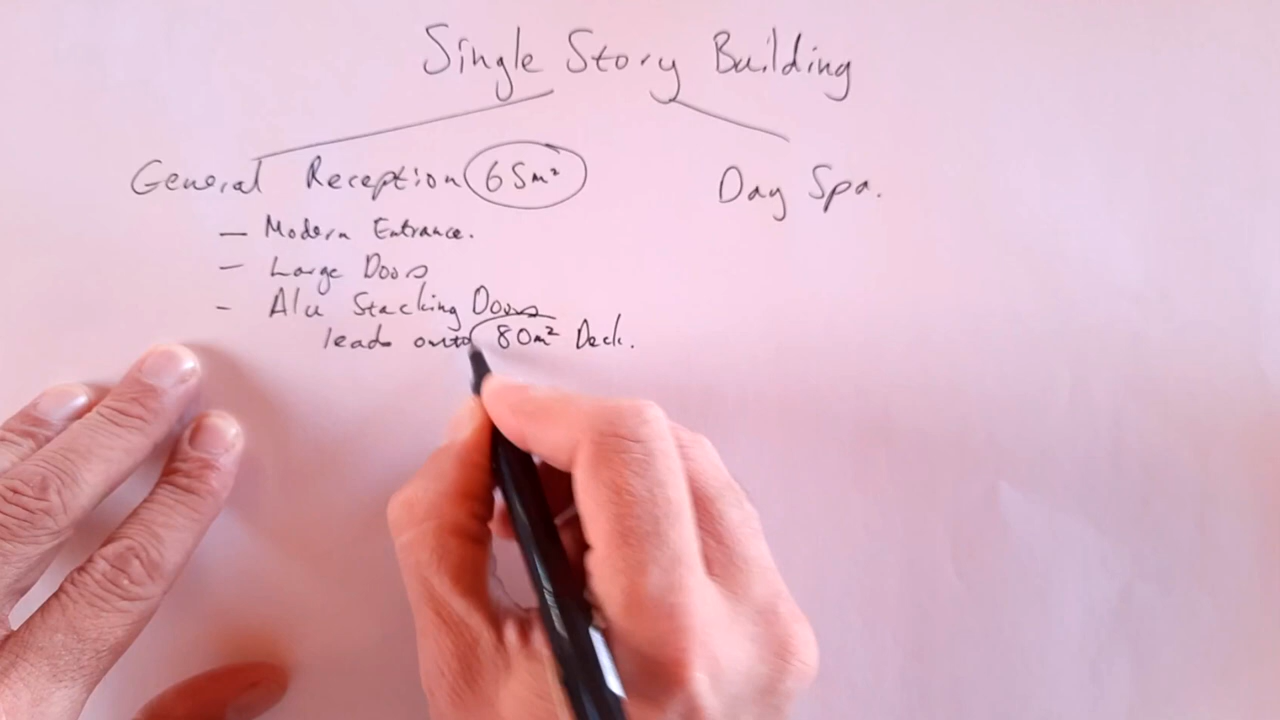 Single Story Building
General Reception 65m²
Day Spa.
— Modern Entrance.
— Large Doors
- Alu Stacking Doors
leads onto 80m² Deck.